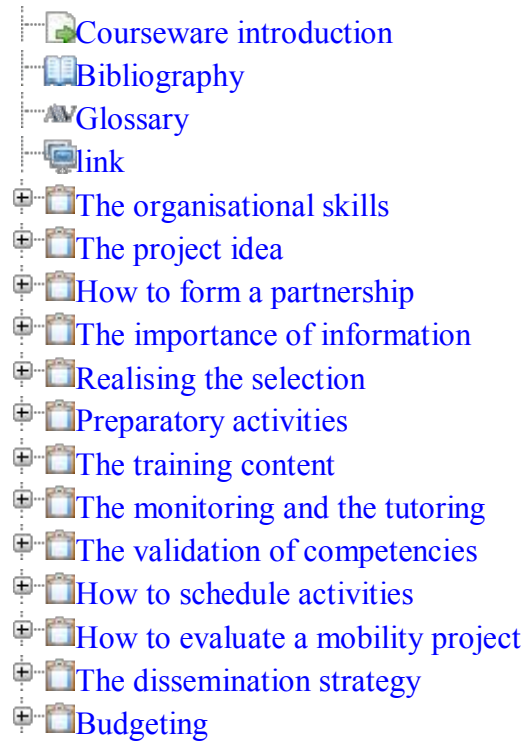 Courseware introduction
Bibliography
Glossary
link
The organisational skills
The project idea
How to form a partnership
The importance of information
Realising the selection
Preparatory activities
The training content
The monitoring and the tutoring
The validation of competencies
How to schedule activities
How to evaluate a mobility project
The dissemination strategy
Budgeting